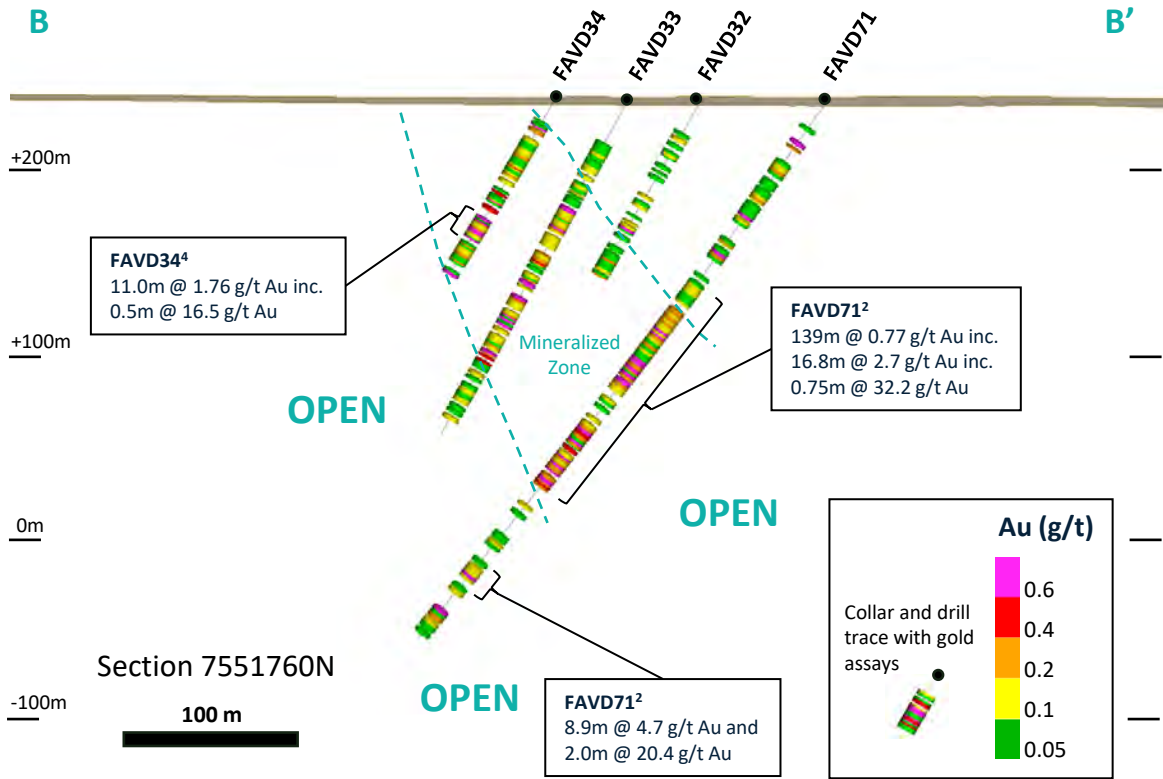 B
B’
FAVD34
FAVD33
FAVD32
FAVD71
+200m
+100m
0m
-100m
FAVD34⁴
11.0m @ 1.76 g/t Au inc.
0.5m @ 16.5 g/t Au
Mineralized
Zone
FAVD71²
139m @ 0.77 g/t Au inc.
16.8m @ 2.7 g/t Au inc.
0.75m @ 32.2 g/t Au
OPEN
OPEN
OPEN
FAVD71²
8.9m @ 4.7 g/t Au and
2.0m @ 20.4 g/t Au
Section 7551760N
100 m
Au (g/t)
Collar and drill
trace with gold
assays
0.6
0.4
0.2
0.1
0.05